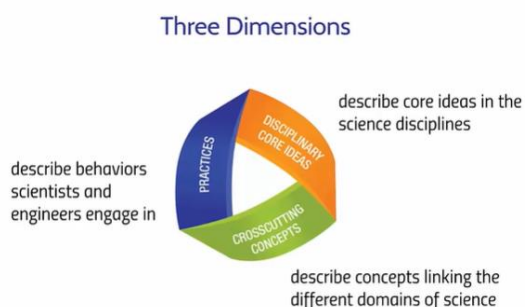 Three Dimensions
describe core ideas in the
science disciplines
DISCIPLINARY
CORE IDEAS
PRACTICES
describe behaviors
scientists and
engineers engage in
CROSSCUTTING
CONCEPTS
describe concepts linking the
different domains of science